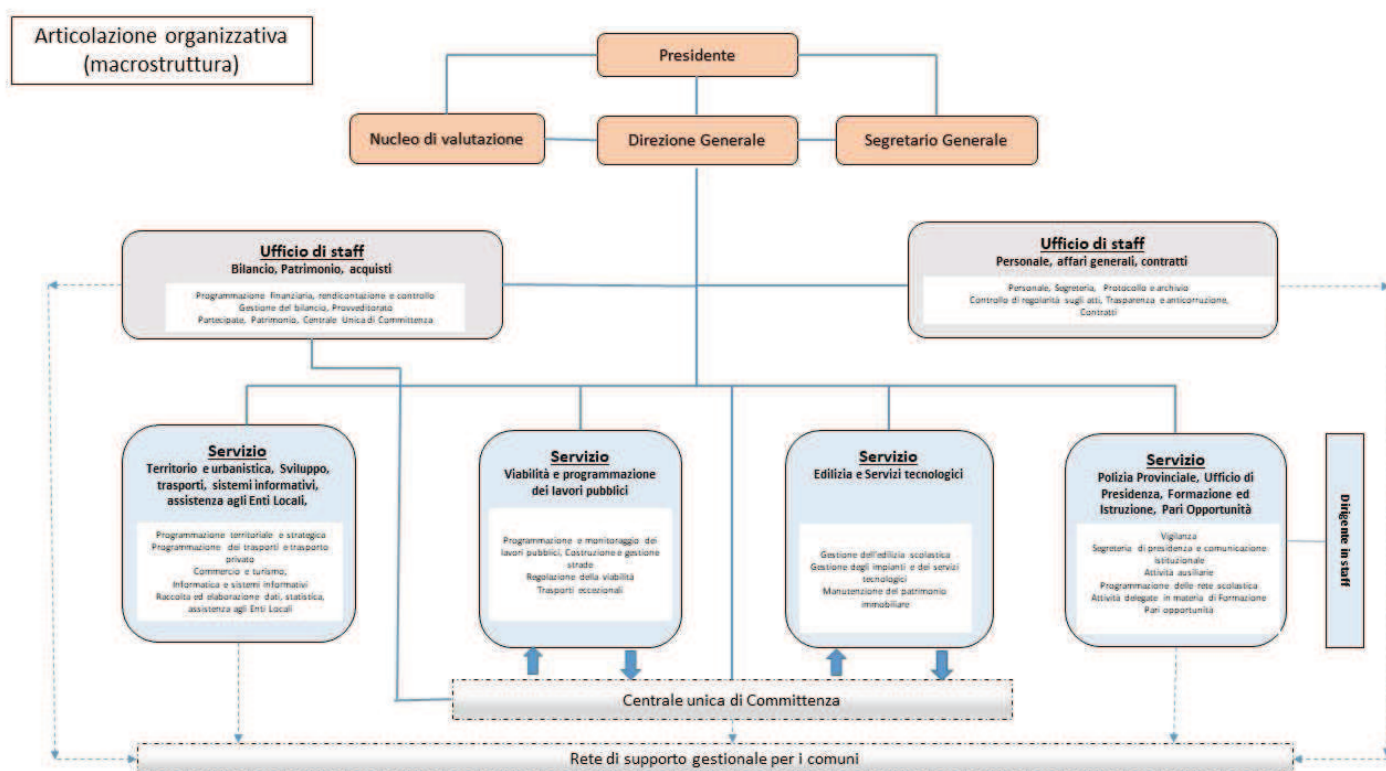 Articolazione organizzativa
(macrostruttura)
Presidente
Nucleo di valutazione
Direzione Generale
Segretario Generale
Ufficio di staff
Bilancio, Patrimonio, acquisti
Programmazione finanziaria, rendicontazione e controllo
Gestione del bilancio, Provveditorato
Partecipate, Patrimonio, Centrale Unica di Committenza
Ufficio di staff
Personale, affari generali, contratti
Personale, Segreteria, Protocollo e archivio
Controllo di regolarità sugli atti, Trasparenza e anticorruzione,
Contratti
Servizio
Territorio e urbanistica, Sviluppo,
trasporti, sistemi informativi,
assistenza agli Enti Locali,
Programmazione territoriale e strategica
Programmazione dei trasporti e trasporto
privato
Commercio e turismo,
Informatica e sistemi informativi
Raccolta ed elaborazione dati, statistica,
assistenza agli Enti Locali
Servizio
Viabilità e programmazione
dei lavori pubblici
Programmazione e monitoraggio dei
lavori pubblici, Costruzione e gestione
strade
Regolazione della viabilità
Trasporti eccezionali
Servizio
Edilizia e Servizi tecnologici
Gestione dell'edilizia scolastica
Gestione degli impianti e dei servizi
tecnologici
Manutenzione del patrimonio
immobiliare
Servizio
Polizia Provinciale, Ufficio di
Presidenza, Formazione ed
Istruzione, Pari Opportunità
Vigilanza
Segreteria di presidenza e comunicazione
istituzionale
Attività ausiliarie
Programmazione delle rete scolastica
Attività delegate in materia di Formazione
Pari opportunità
Dirigente in staff
Centrale unica di Committenza
Rete di supporto gestionale per i comuni